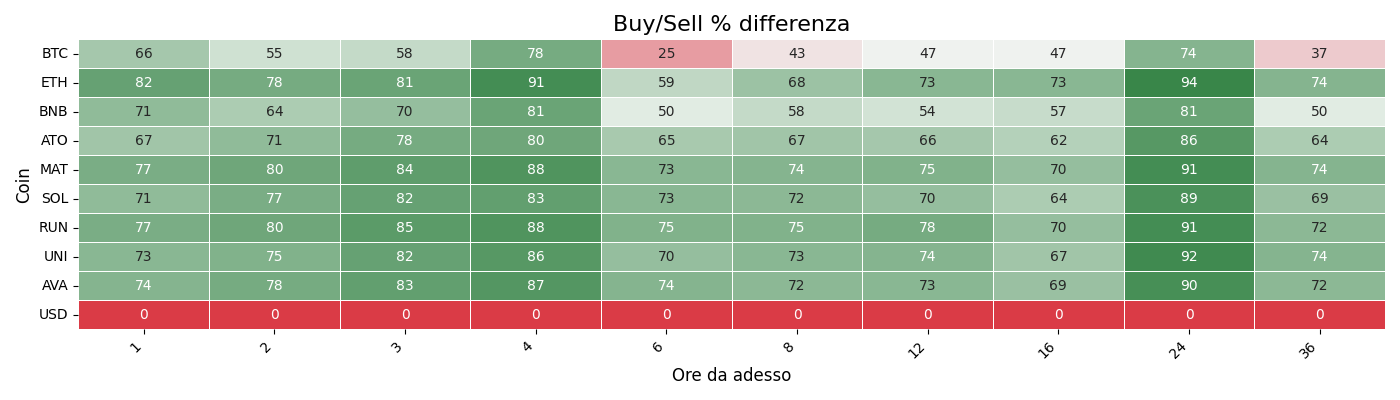 Buy/Sell % differenza
Coin
BTC 66 55 58 78 25 43 47 47 74 37
ETH 82 78 81 91 59 68 73 73 94 74
BNB 71 64 70 81 50 58 54 57 81 50
ATO 67 71 78 80 65 67 66 62 86 64
MAT 77 80 84 88 73 74 75 70 91 74
SOL 71 77 82 83 73 72 70 64 89 69
RUN 77 80 85 88 75 75 78 70 91 72
UNI 73 75 82 86 70 73 74 67 92 74
AVA 74 78 83 87 74 72 73 69 90 72
USD 0 0 0 0 0 0 0 0 0 0
1 2 3 4 6 8 12 16 24 36
Ore da adesso